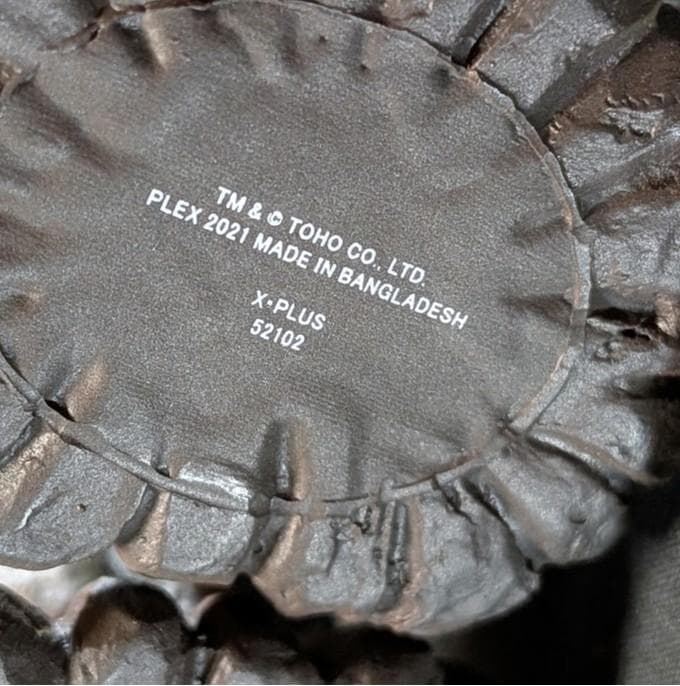 TM & © TOHO CO., LTD.
PLEX 2021 MADE IN BANGLADESH
X-PLUS
52102